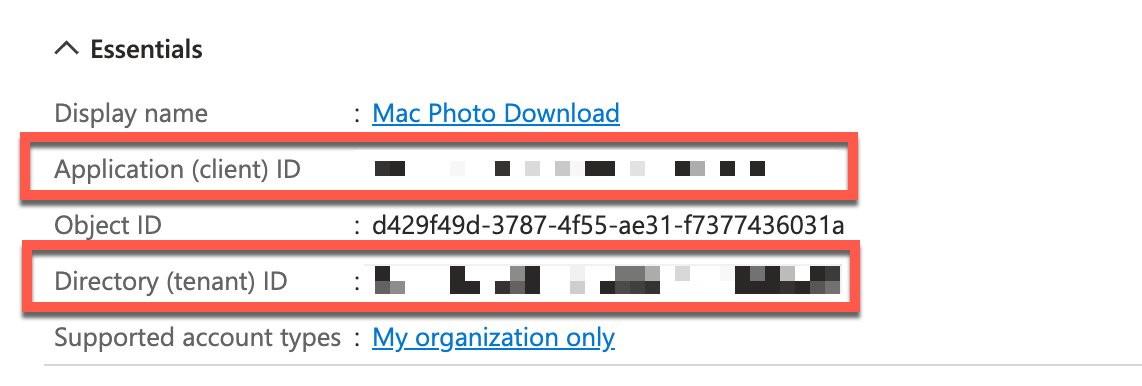 Essentials
Display name : Mac Photo Download
Application (client) ID
Object ID : d429f49d-3787-4f55-ae31-f7377436031a
Directory (tenant) ID :
Supported account types : My organization only